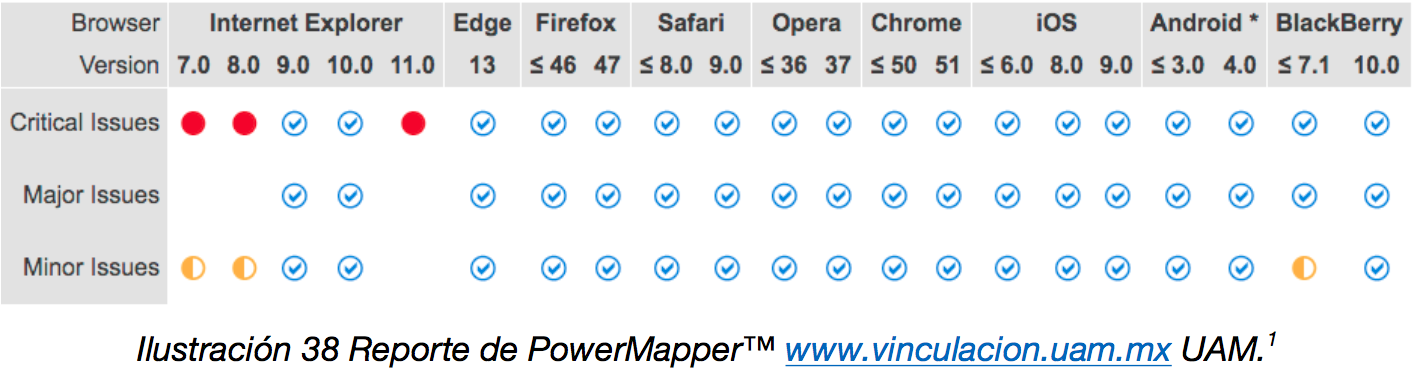 Browser Internet Explorer Edge Firefox Safari Opera Chrome iOS Android * BlackBerry
Version 7.0 8.0 9.0 10.0 11.0 13 ≤ 46 47 ≤ 8.0 9.0 ≤ 36 37 ≤ 50 51 ≤ 6.0 8.0 9.0 ≤ 3.0 4.0 ≤ 7.1 10.0
Critical Issues
Major Issues
Minor Issues
Ilustración 38 Reporte de PowerMapper™ www.vinculacion.uam.mx UAM.¹